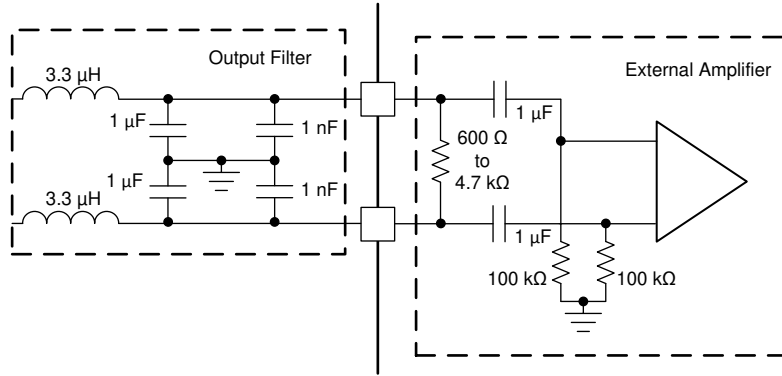 Output Filter
3.3 µH
1 µF
1 nF
1 µF
1 nF
3.3 µH
External Amplifier
1 µF
600 Ω
to
4.7 kΩ
1 µF
100 kΩ
100 kΩ